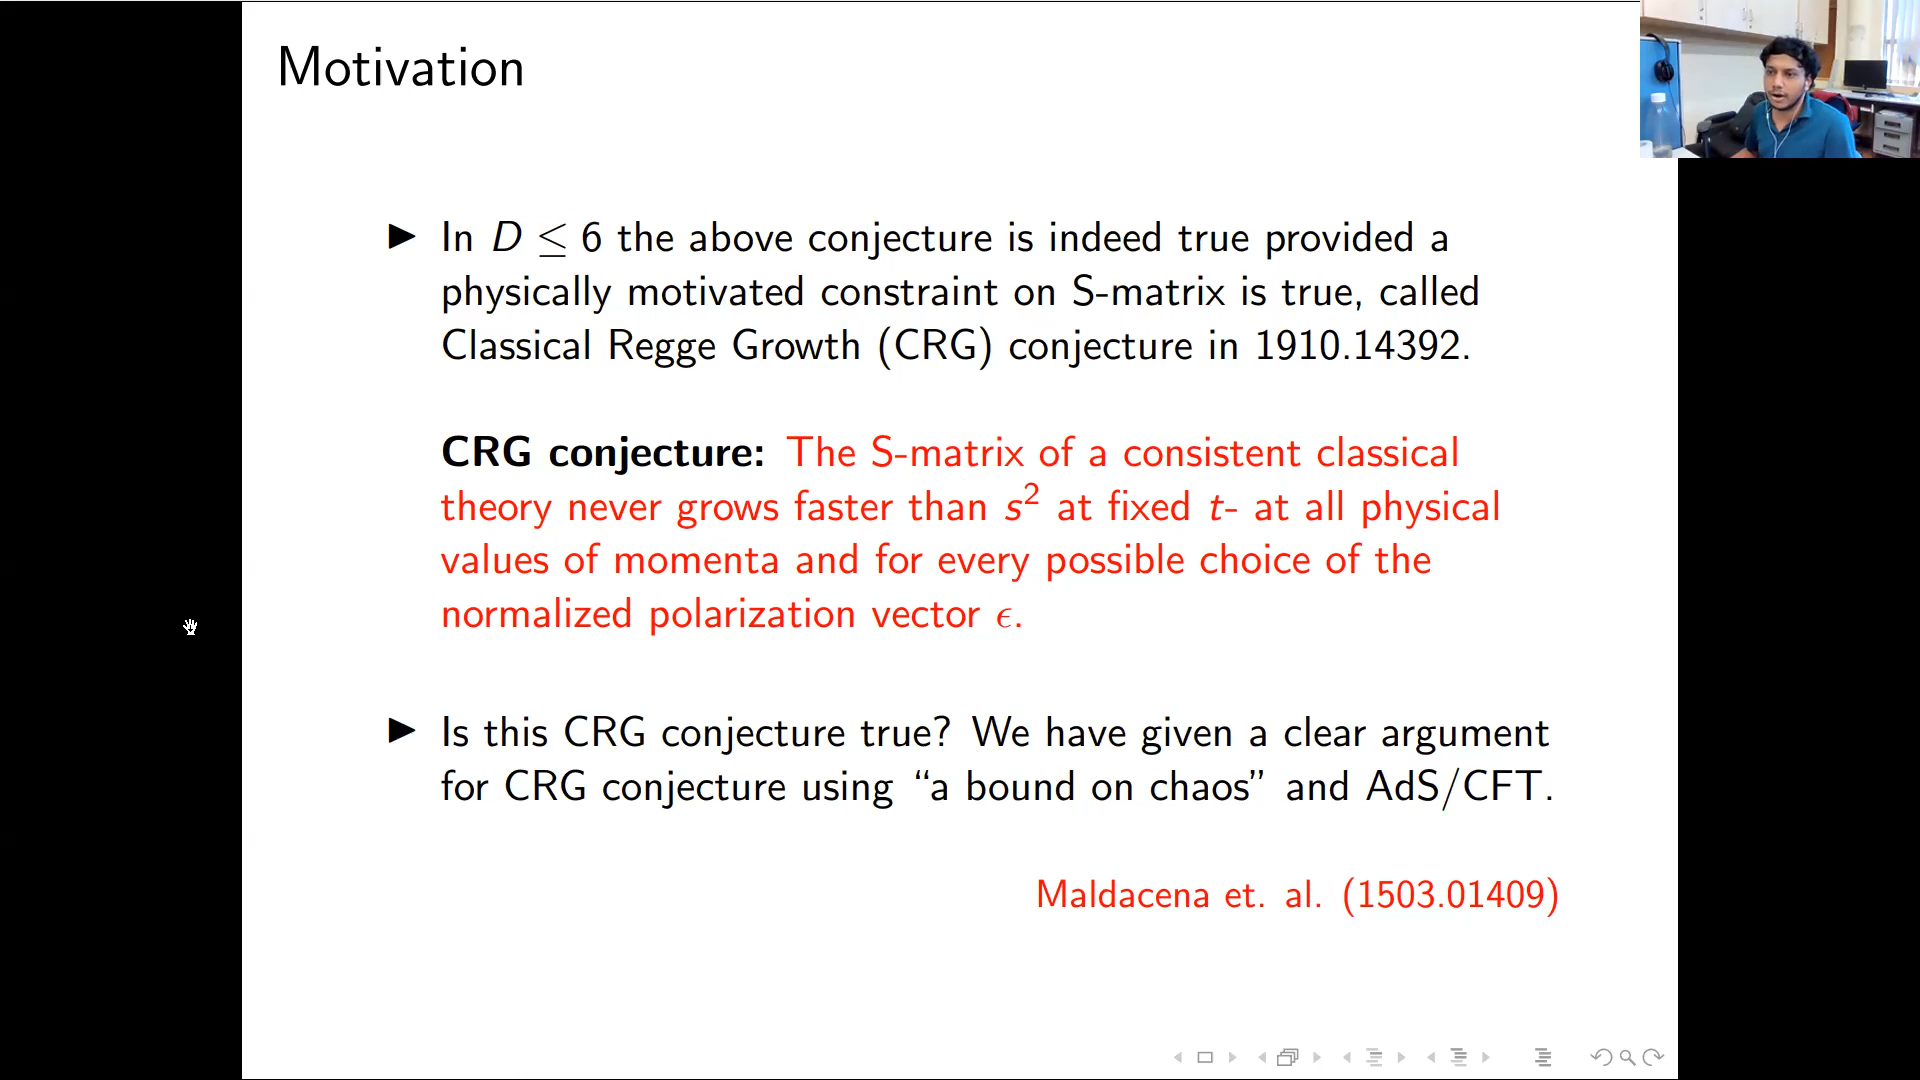 Motivation
▶ In D ≤ 6 the above conjecture is indeed true provided a
physically motivated constraint on S-matrix is true, called
Classical Regge Growth (CRG) conjecture in 1910.14392.
CRG conjecture: The S-matrix of a consistent classical
theory never grows faster than s² at fixed t- at all physical
values of momenta and for every possible choice of the
normalized polarization vector ϵ.
▶ Is this CRG conjecture true? We have given a clear argument
for CRG conjecture using “a bound on chaos” and AdS/CFT.
Maldacena et. al. (1503.01409)